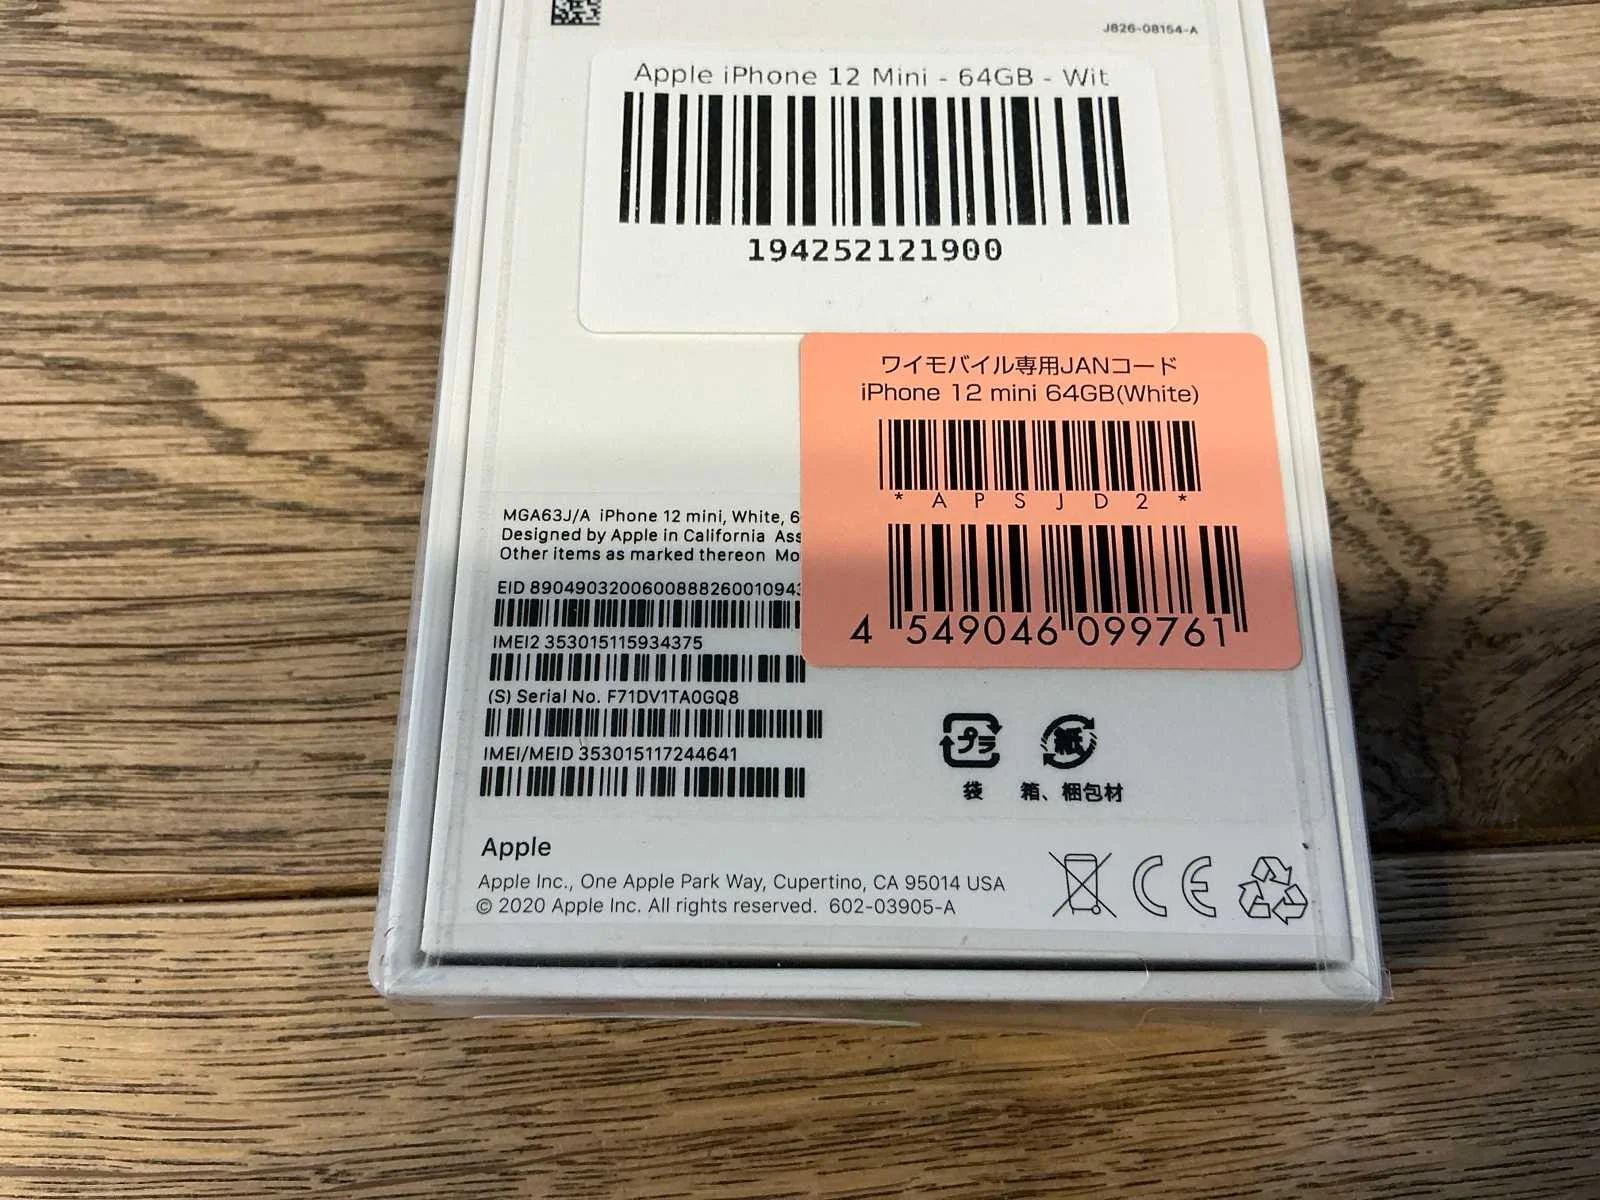 J826-08154-A
Apple iPhone 12 Mini - 64GB - Wit
194252121900
ワイモバイル専用JANコード
iPhone 12 mini 64GB(White)
*APSJD2*
4 549046 099761
MGA63J/A iPhone 12 mini, White, 6
Designed by Apple in California Ass
Other items as marked thereon Mo
EID 8904903200600888260010943
IMEI2 353015115934375
(S) Serial No. F71DV1TA0GQ8
IMEI/MEID 353015117244641
プラ 紙
袋 箱、梱包材
Apple
Apple Inc., One Apple Park Way, Cupertino, CA 95014 USA
© 2020 Apple Inc. All rights reserved. 602-03905-A
CE